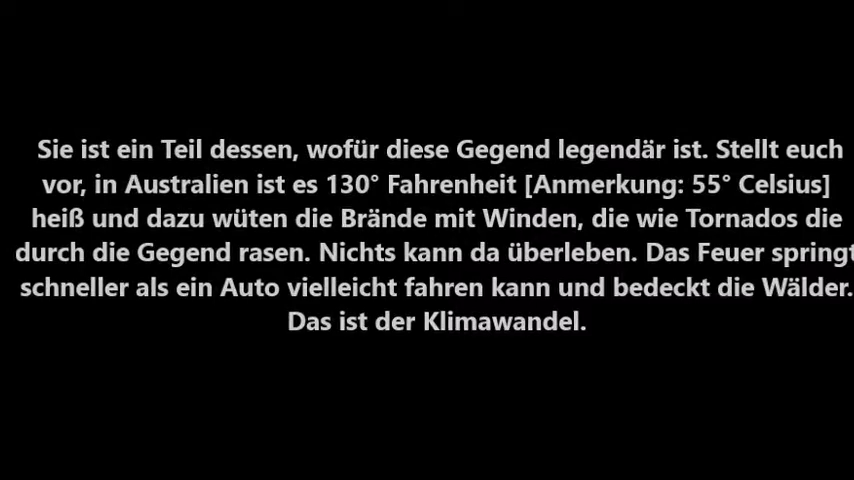 Sie ist ein Teil dessen, wofür diese Gegend legendär ist. Stellt euch
vor, in Australien ist es 130° Fahrenheit [Anmerkung: 55° Celsius]
heiß und dazu wüten die Brände mit Winden, die wie Tornados die
durch die Gegend rasen. Nichts kann da überleben. Das Feuer springt
schneller als ein Auto vielleicht fahren kann und bedeckt die Wälder.
Das ist der Klimawandel.